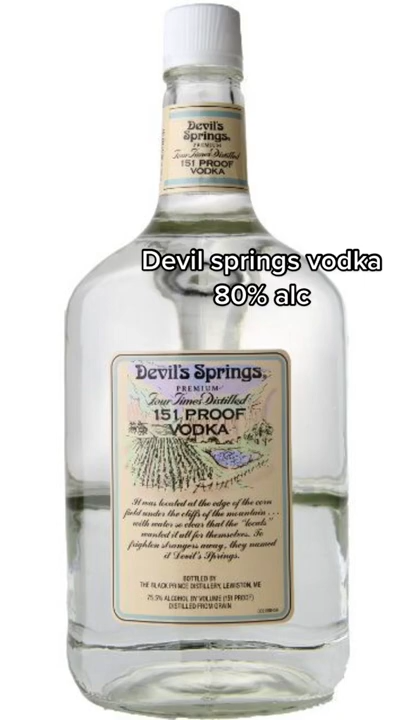 Devil's
Springs
PREMIUM
Four Times Distilled
151 PROOF
VODKA
Devil springs vodka
80% alc
Devil's Springs
PREMIUM
Four Times Distilled
151 PROOF
VODKA
It was located at the edge of the corn
field under the cliffs of the mountain . . .
with water so clear that the "locals"
wanted it all for themselves. To
frighten strangers away, they named
it Devil's Springs.
BOTTLED BY
THE BLACK PRINCE DISTILLERY, LEWISTON, ME
75.5% ALCOHOL BY VOLUME (151 PROOF)
DISTILLED FROM GRAIN